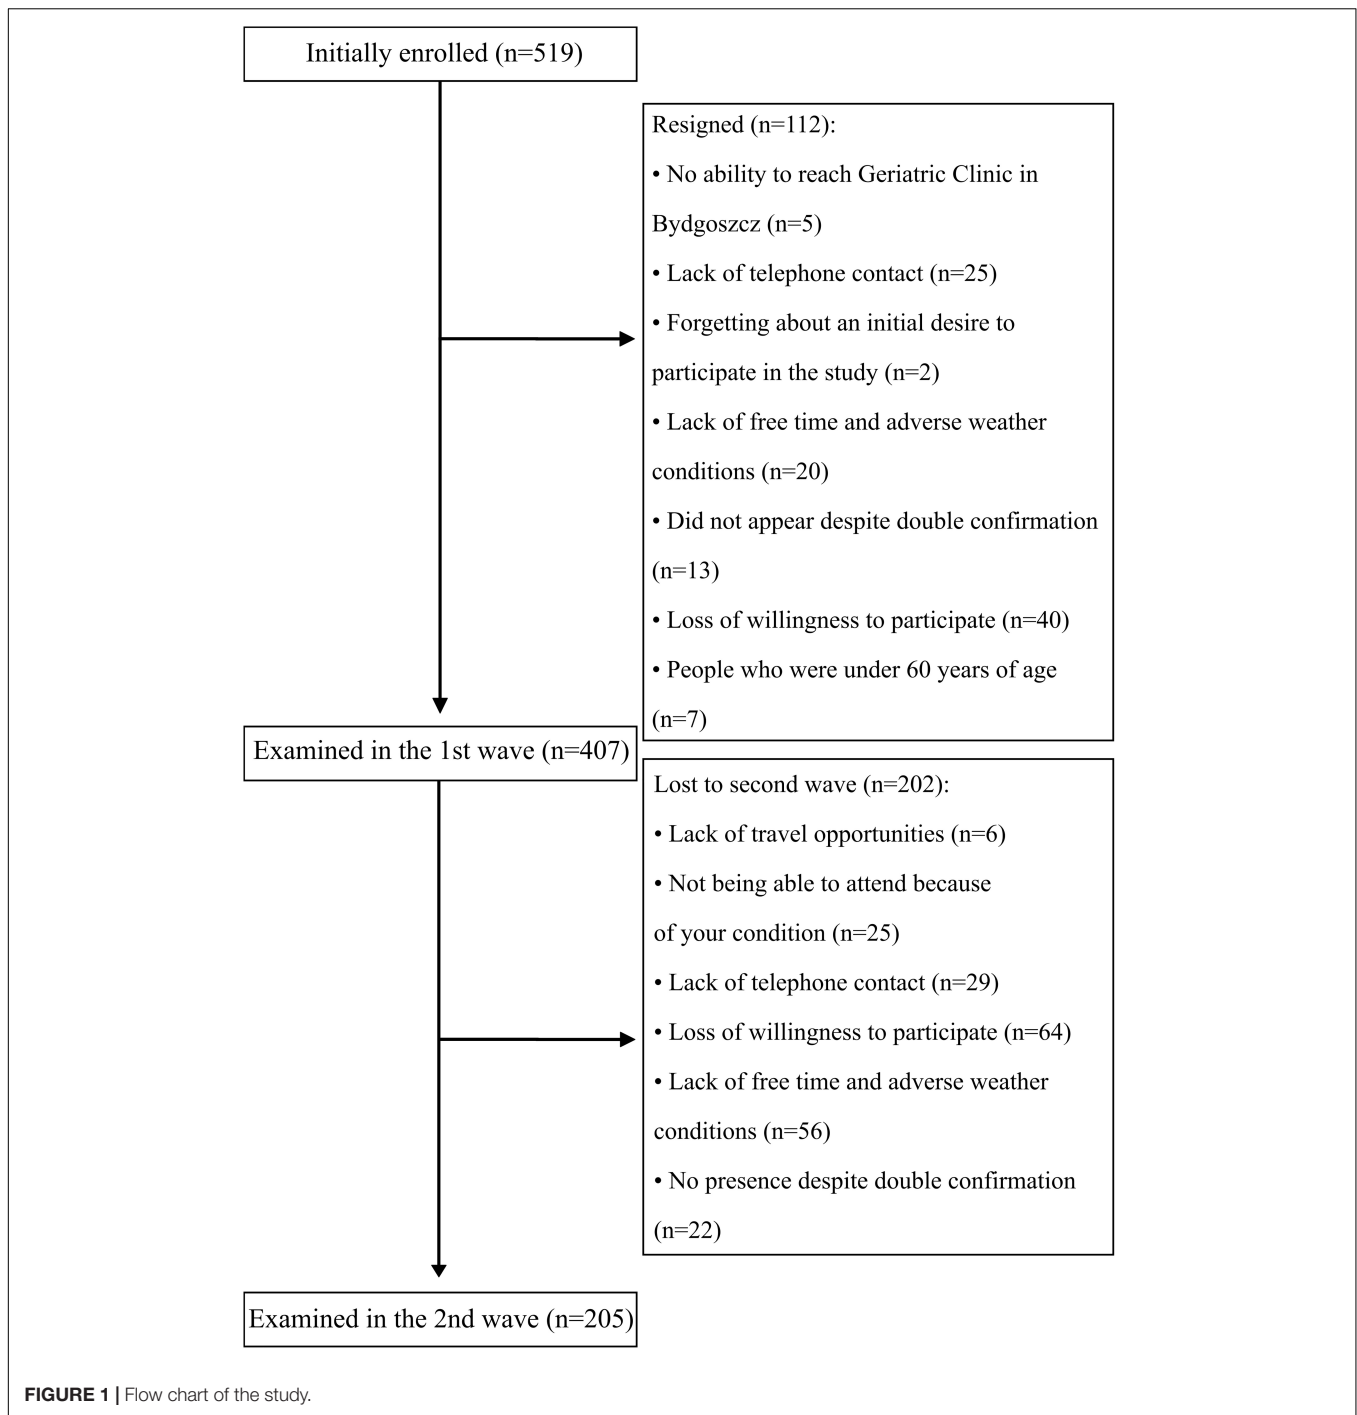 Initially enrolled (n=519)
Resigned (n=112):
• No ability to reach Geriatric Clinic in
Bydgoszcz (n=5)
• Lack of telephone contact (n=25)
• Forgetting about an initial desire to
participate in the study (n=2)
• Lack of free time and adverse weather
conditions (n=20)
• Did not appear despite double confirmation
(n=13)
• Loss of willingness to participate (n=40)
• People who were under 60 years of age
(n=7)
Examined in the 1st wave (n=407)
Lost to second wave (n=202):
• Lack of travel opportunities (n=6)
• Not being able to attend because
of your condition (n=25)
• Lack of telephone contact (n=29)
• Loss of willingness to participate (n=64)
• Lack of free time and adverse weather
conditions (n=56)
• No presence despite double confirmation
(n=22)
Examined in the 2nd wave (n=205)
FIGURE 1 | Flow chart of the study.